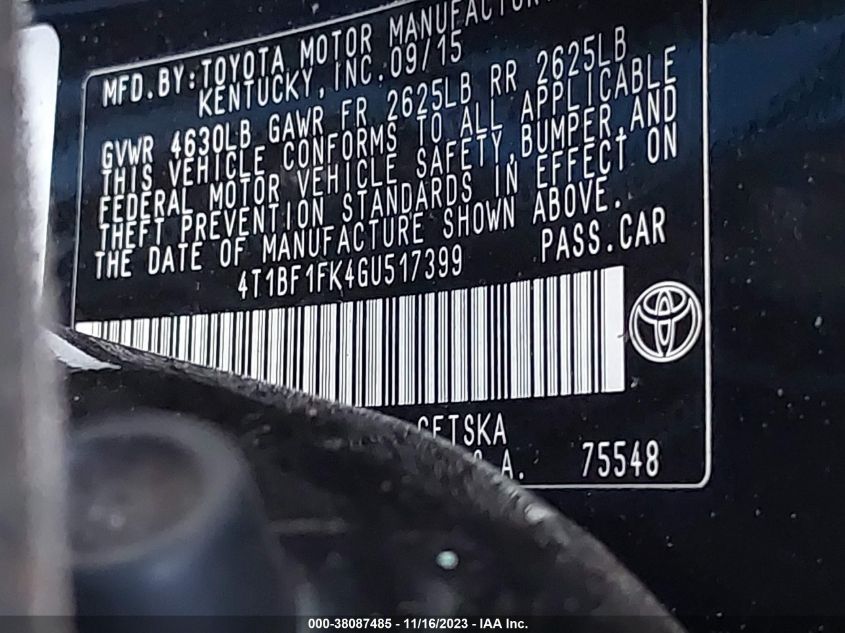 MFD.BY:TOYOTA MOTOR MANUFACTUR
KENTUCKY,INC.09/15
GVWR 4630LB GAWR FR 2625LB RR 2625LB
THIS VEHICLE CONFORMS TO ALL APPLICABLE
FEDERAL MOTOR VEHICLE SAFETY,BUMPER,AND
THEFT PREVENTION STANDARDS IN EFFECT ON
THE DATE OF MANUFACTURE SHOWN ABOVE.
4T1BF1FK4GU517399 PASS.CAR
CETSKA
S.A. 75548
000-38087485 - 11/16/2023 - IAA Inc.